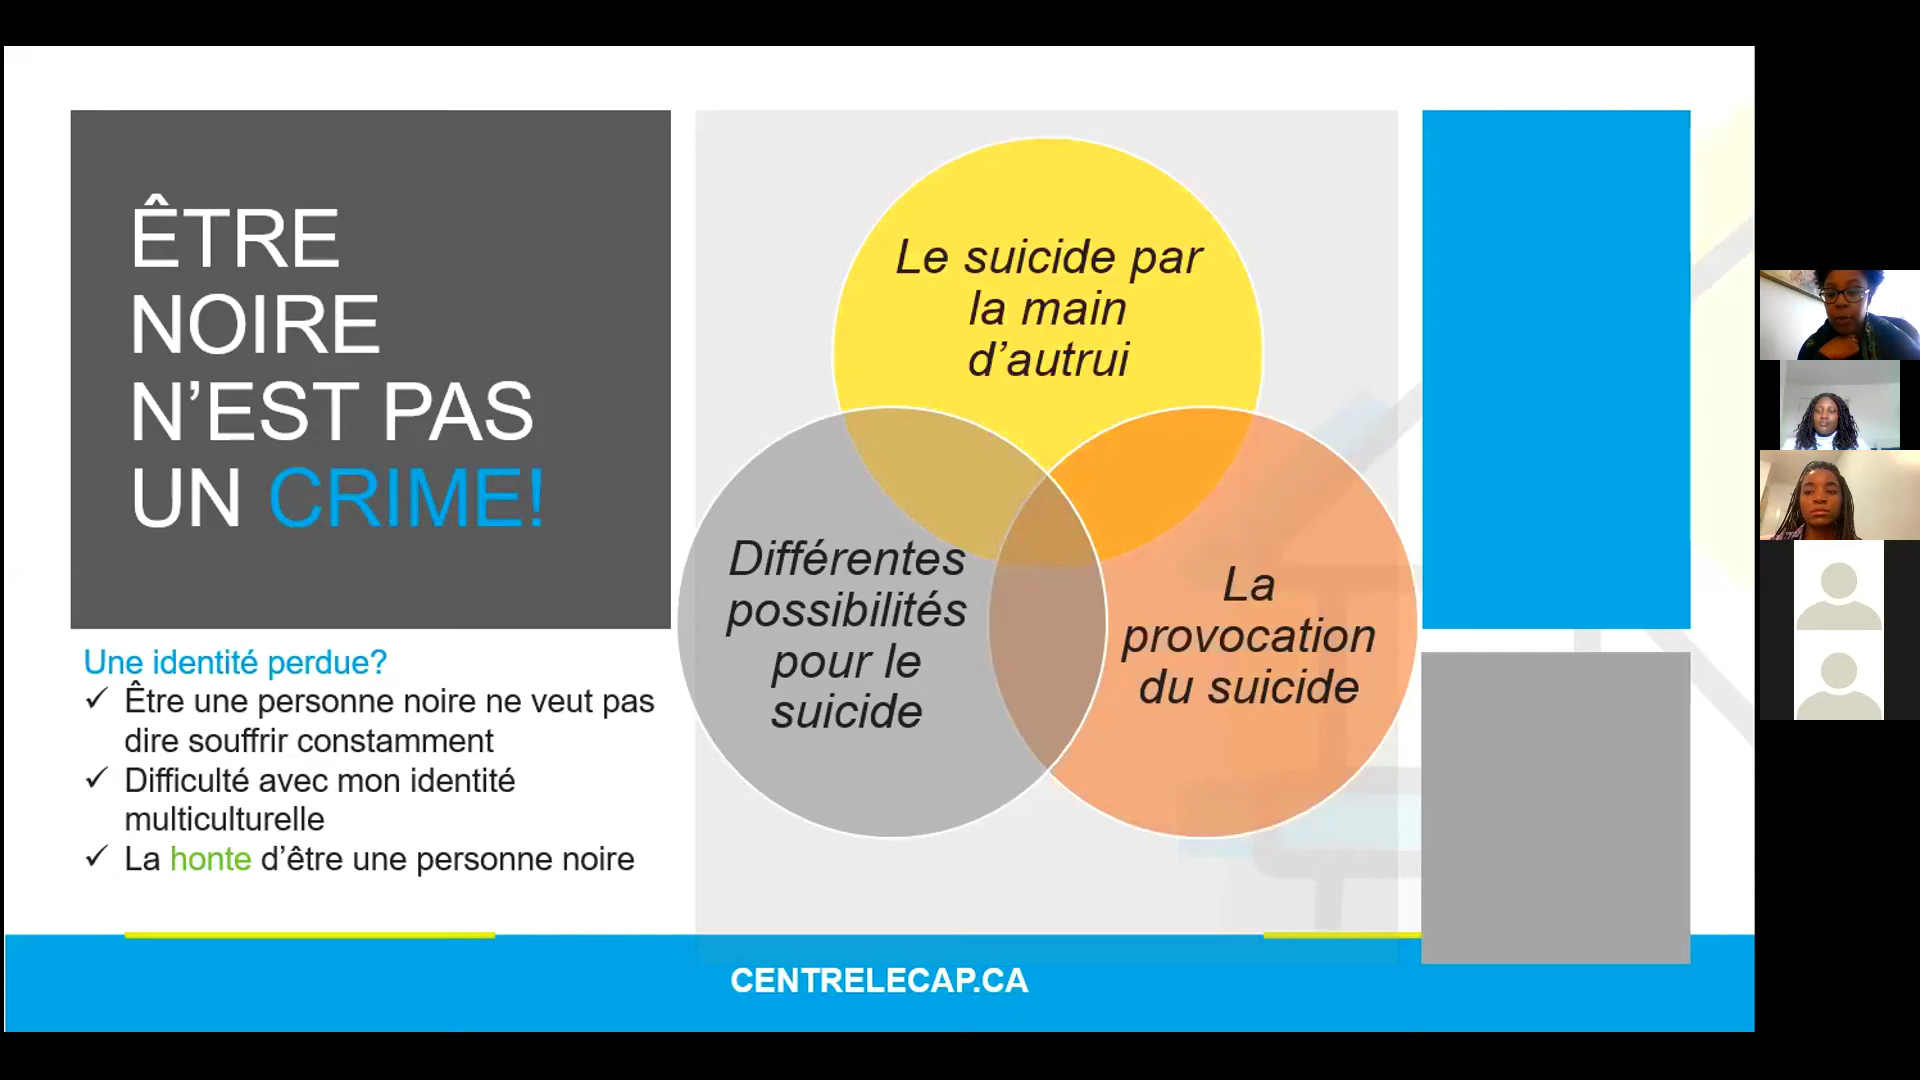 ÊTRE
NOIRE
N’EST PAS
UN CRIME!
Une identité perdue?
✓ Être une personne noire ne veut pas
dire souffrir constamment
✓ Difficulté avec mon identité
multiculturelle
✓ La honte d’être une personne noire
Le suicide par
la main
d’autrui
Différentes
possibilités
pour le
suicide
La
provocation
du suicide
CENTRELECAP.CA